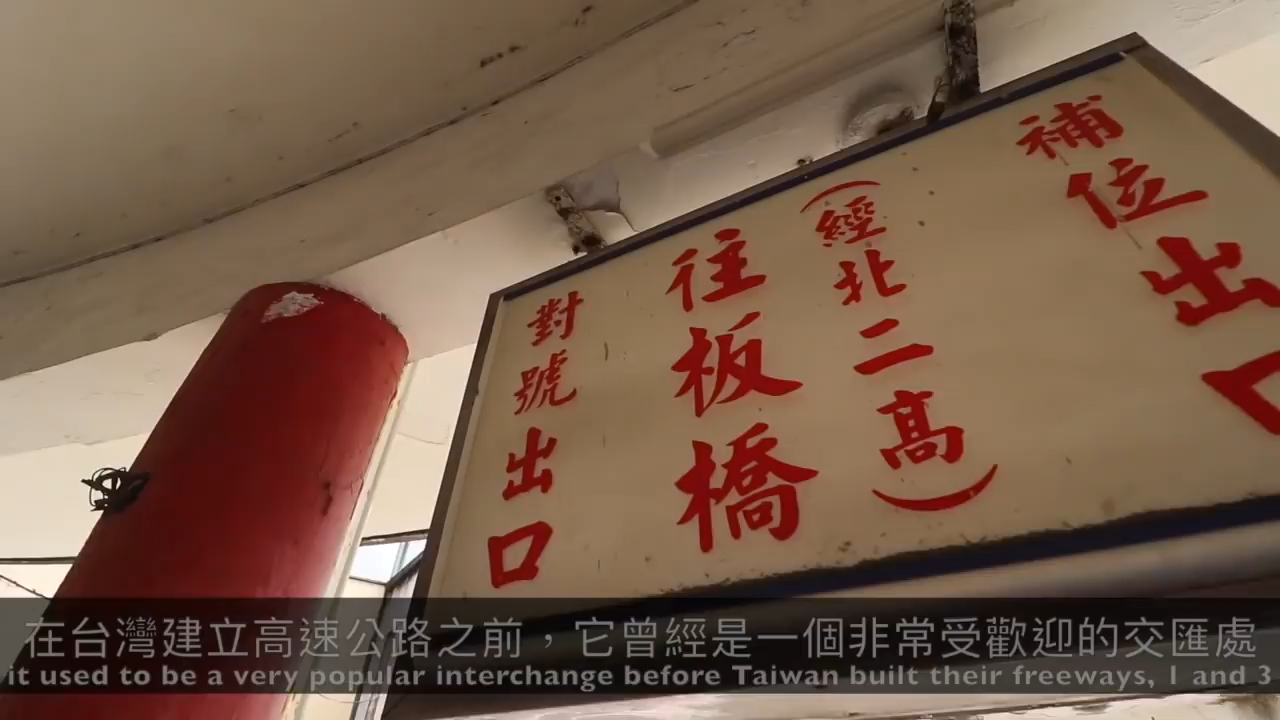 補位出口
(經北二高)
往板橋
對號出口
在台灣建立高速公路之前，它曾經是一個非常受歡迎的交匯處
it used to be a very popular interchange before Taiwan built their freeways, 1 and 3